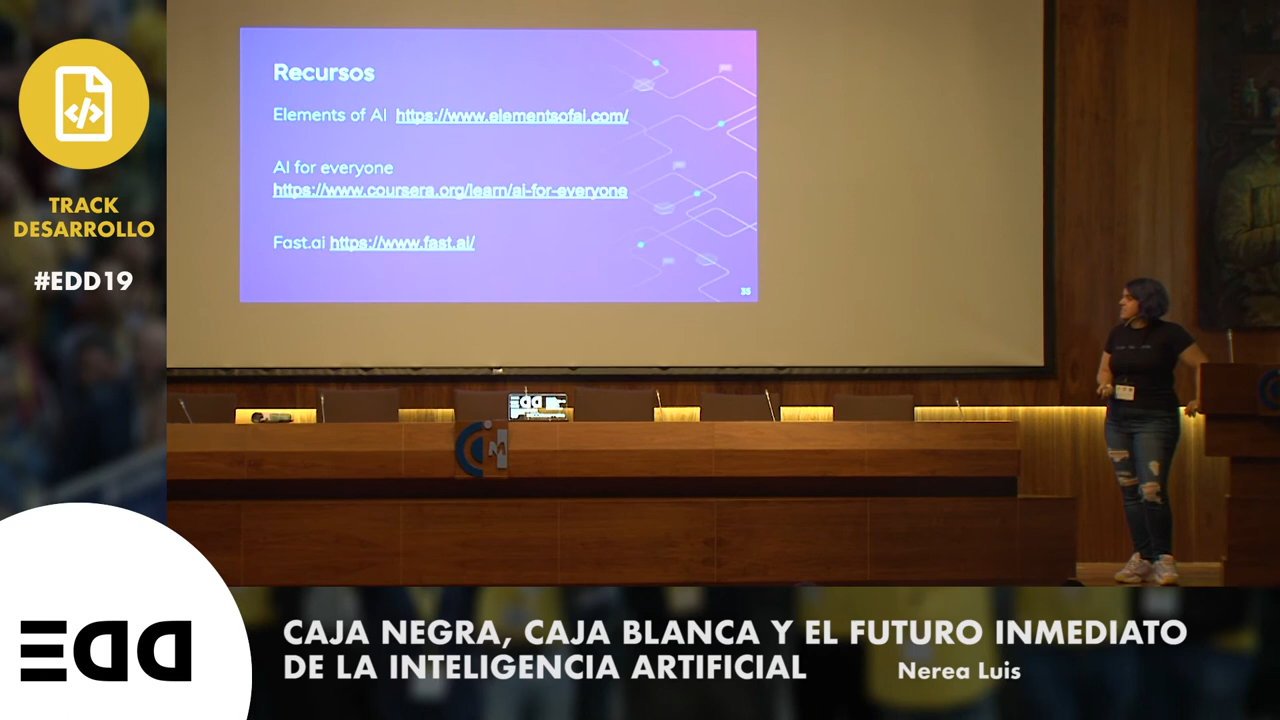 TRACK
DESARROLLO
#EDD19
Recursos
Elements of AI https://www.elementsofai.com/
AI for everyone
https://www.coursera.org/learn/ai-for-everyone
Fast.ai https://www.fast.ai/
35
EDD
CAJA NEGRA, CAJA BLANCA Y EL FUTURO INMEDIATO
DE LA INTELIGENCIA ARTIFICIAL Nerea Luis